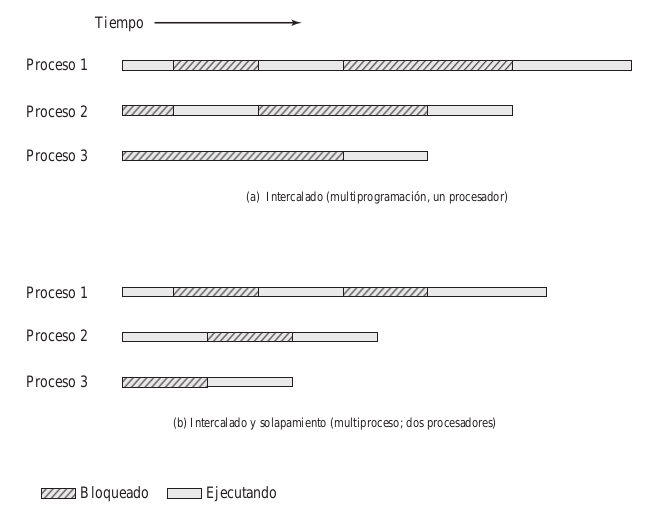 Tiempo
Proceso 1
Proceso 2
Proceso 3
(a) Intercalado (multiprogramación, un procesador)
Proceso 1
Proceso 2
Proceso 3
(b) Intercalado y solapamiento (multiproceso; dos procesadores)
Bloqueado Ejecutando